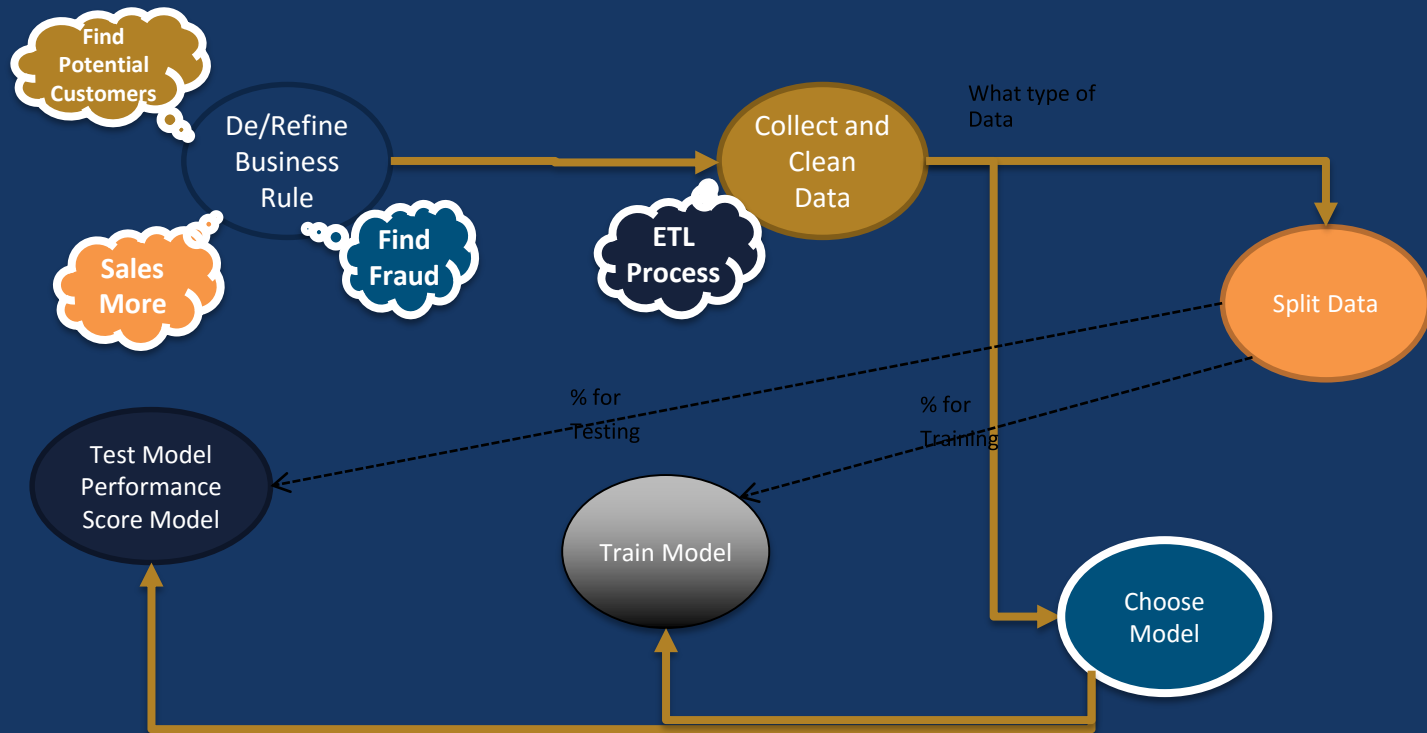 Find
Potential
Customers
De/Refine
Business
Rule
Sales
More
Find
Fraud
ETL
Process
Collect and
Clean
Data
What type of
Data
Split Data
% for
Testing
% for
Training
Test Model
Performance
Score Model
Train Model
Choose
Model